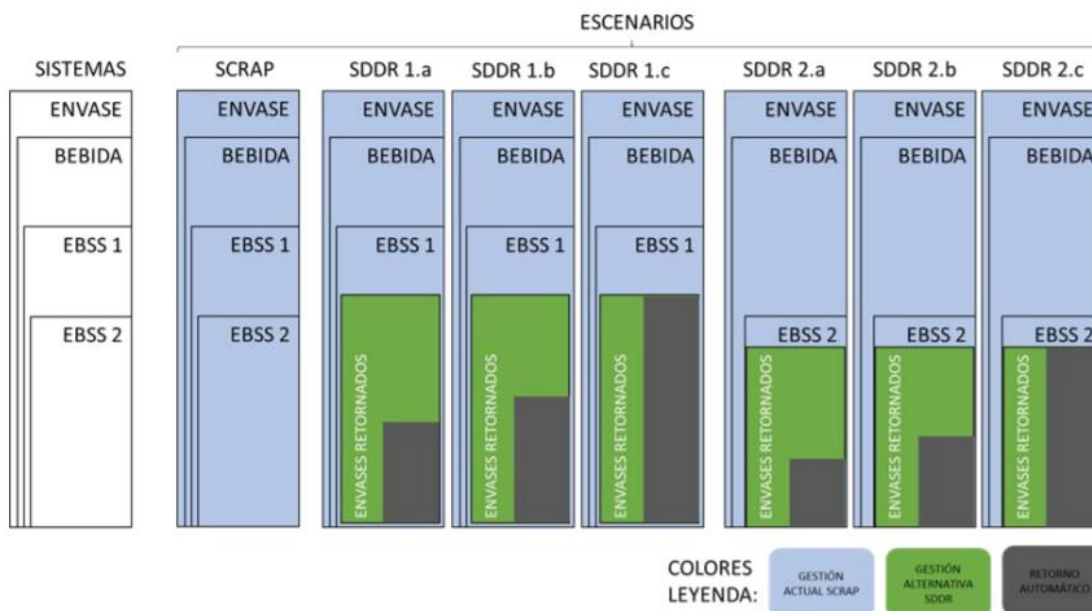 ESCENARIOS
SISTEMAS SCRAP SDDR 1.a SDDR 1.b SDDR 1.c SDDR 2.a SDDR 2.b SDDR 2.c
ENVASE ENVASE ENVASE ENVASE ENVASE ENVASE ENVASE ENVASE
BEBIDA BEBIDA BEBIDA BEBIDA BEBIDA BEBIDA BEBIDA BEBIDA
EBSS 1 EBSS 1 EBSS 1 EBSS 1 EBSS 1
EBSS 2 EBSS 2 EBSS 2 EBSS 2 EBSS 2
ENVASES RETORNADOS ENVASES RETORNADOS ENVASES RETORNADOS ENVASES RETORNADOS ENVASES RETORNADOS ENVASES RETORNADOS
COLORES
LEYENDA:
GESTIÓN
ACTUAL SCRAP
GESTIÓN
ALTERNATIVA
SDDR
RETORNO
AUTOMÁTICO